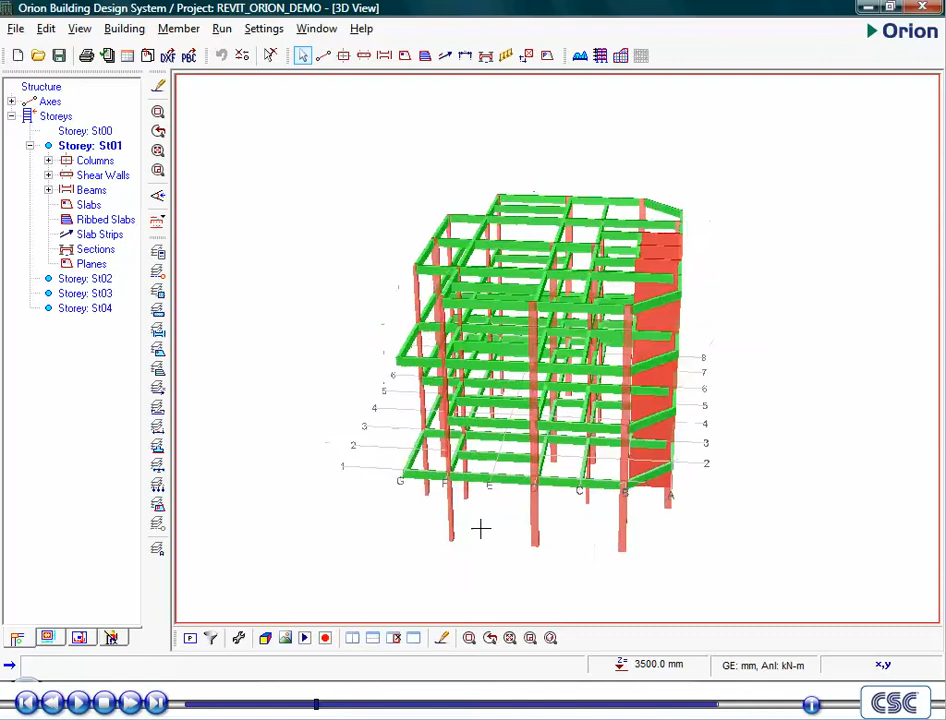 Orion Building Design System / Project: REVIT_ORION_DEMO - [3D View]
File Edit View Building Member Run Settings Window Help
Orion
DXF PBC
Structure
Axes
Storeys
Storey: St00
Storey: St01
Columns
Shear Walls
Beams
Slabs
Ribbed Slabs
Slab Strips
Sections
Planes
Storey: St02
Storey: St03
Storey: St04
8
7
6 6
5 5
4 4
3 3
2 2
1
G F E D C B A
P
Z= 3500.0 mm
GE: mm, Anl: kN-m
x,y
CSC